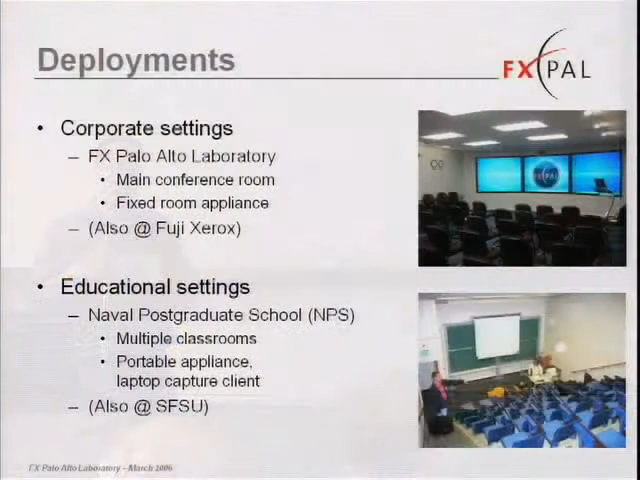 Deployments
FX PAL
• Corporate settings
– FX Palo Alto Laboratory
• Main conference room
• Fixed room appliance
– (Also @ Fuji Xerox)
FX PAL
• Educational settings
– Naval Postgraduate School (NPS)
• Multiple classrooms
• Portable appliance,
laptop capture client
– (Also @ SFSU)
FX Palo Alto Laboratory – March 2006